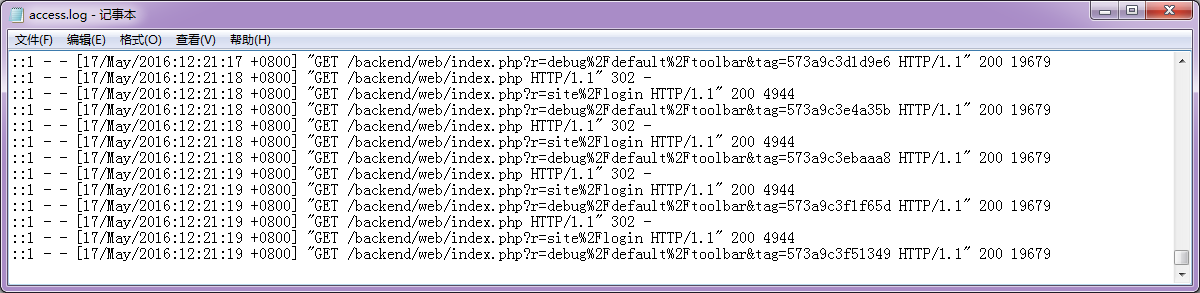 access.log - 记事本
文件(F) 编辑(E) 格式(O) 查看(V) 帮助(H)
::1 - - [17/May/2016:12:21:17 +0800] "GET /backend/web/index.php?r=debug%2Fdefault%2Ftoolbar&tag=573a9c3d1d9e6 HTTP/1.1" 200 19679
::1 - - [17/May/2016:12:21:18 +0800] "GET /backend/web/index.php HTTP/1.1" 302 -
::1 - - [17/May/2016:12:21:18 +0800] "GET /backend/web/index.php?r=site%2Flogin HTTP/1.1" 200 4944
::1 - - [17/May/2016:12:21:18 +0800] "GET /backend/web/index.php?r=debug%2Fdefault%2Ftoolbar&tag=573a9c3e4a35b HTTP/1.1" 200 19679
::1 - - [17/May/2016:12:21:18 +0800] "GET /backend/web/index.php HTTP/1.1" 302 -
::1 - - [17/May/2016:12:21:18 +0800] "GET /backend/web/index.php?r=site%2Flogin HTTP/1.1" 200 4944
::1 - - [17/May/2016:12:21:18 +0800] "GET /backend/web/index.php?r=debug%2Fdefault%2Ftoolbar&tag=573a9c3ebaaa8 HTTP/1.1" 200 19679
::1 - - [17/May/2016:12:21:19 +0800] "GET /backend/web/index.php HTTP/1.1" 302 -
::1 - - [17/May/2016:12:21:19 +0800] "GET /backend/web/index.php?r=site%2Flogin HTTP/1.1" 200 4944
::1 - - [17/May/2016:12:21:19 +0800] "GET /backend/web/index.php?r=debug%2Fdefault%2Ftoolbar&tag=573a9c3f1f65d HTTP/1.1" 200 19679
::1 - - [17/May/2016:12:21:19 +0800] "GET /backend/web/index.php HTTP/1.1" 302 -
::1 - - [17/May/2016:12:21:19 +0800] "GET /backend/web/index.php?r=site%2Flogin HTTP/1.1" 200 4944
::1 - - [17/May/2016:12:21:19 +0800] "GET /backend/web/index.php?r=debug%2Fdefault%2Ftoolbar&tag=573a9c3f51349 HTTP/1.1" 200 19679